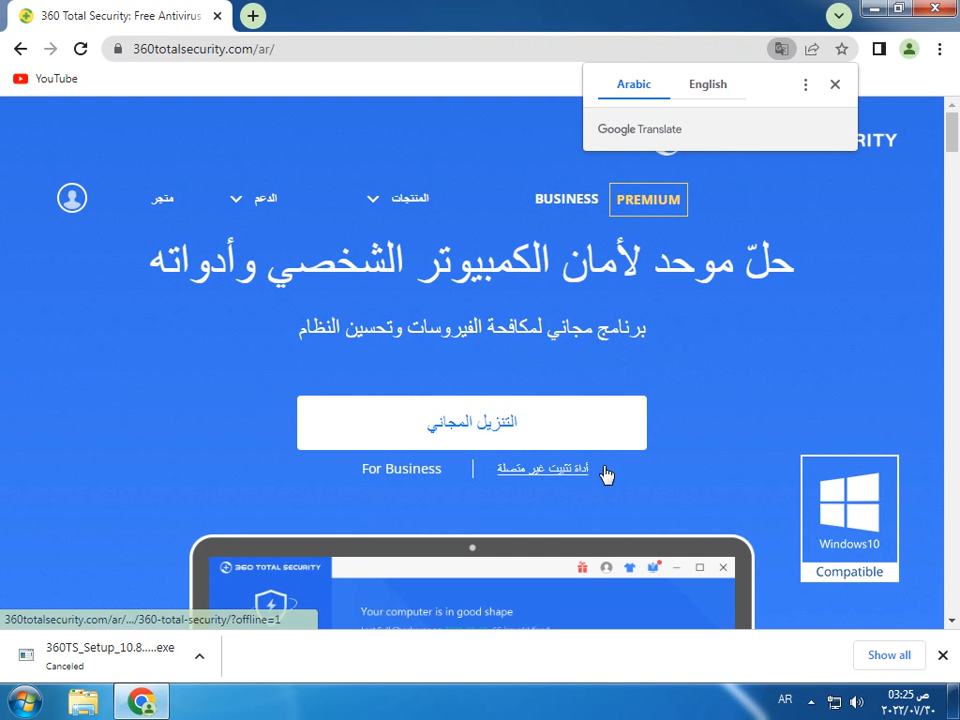 360 Total Security: Free Antivirus
360totalsecurity.com/ar/
YouTube
Arabic English
Google Translate
RITY
PREMIUM
BUSINESS
المنتجات
الدعم
متجر
حلّ موحد لأمان الكمبيوتر الشخصي وأدواته
برنامج مجاني لمكافحة الفيروسات وتحسين النظام
التنزيل المجاني
أداة تثبيت غير متصلة
For Business
Windows10
Compatible
360 TOTAL SECURITY
Your computer is in good shape
360totalsecurity.com/ar/.../360-total-security/?offline=1
360TS_Setup_10.8.....exe
Canceled
Show all
AR
03:25 ص
٢٠٢٢/٠٧/٣٠